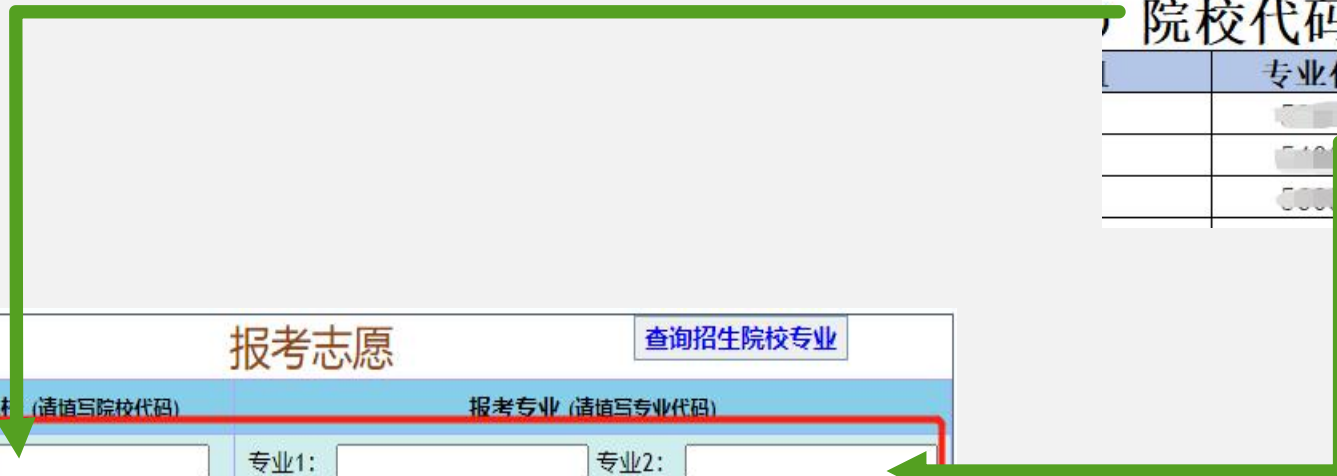 院校代码
专业代
报考志愿
查询招生院校专业
(请填写院校代码)
报考专业 (请填写专业代码)
专业1:
专业2: